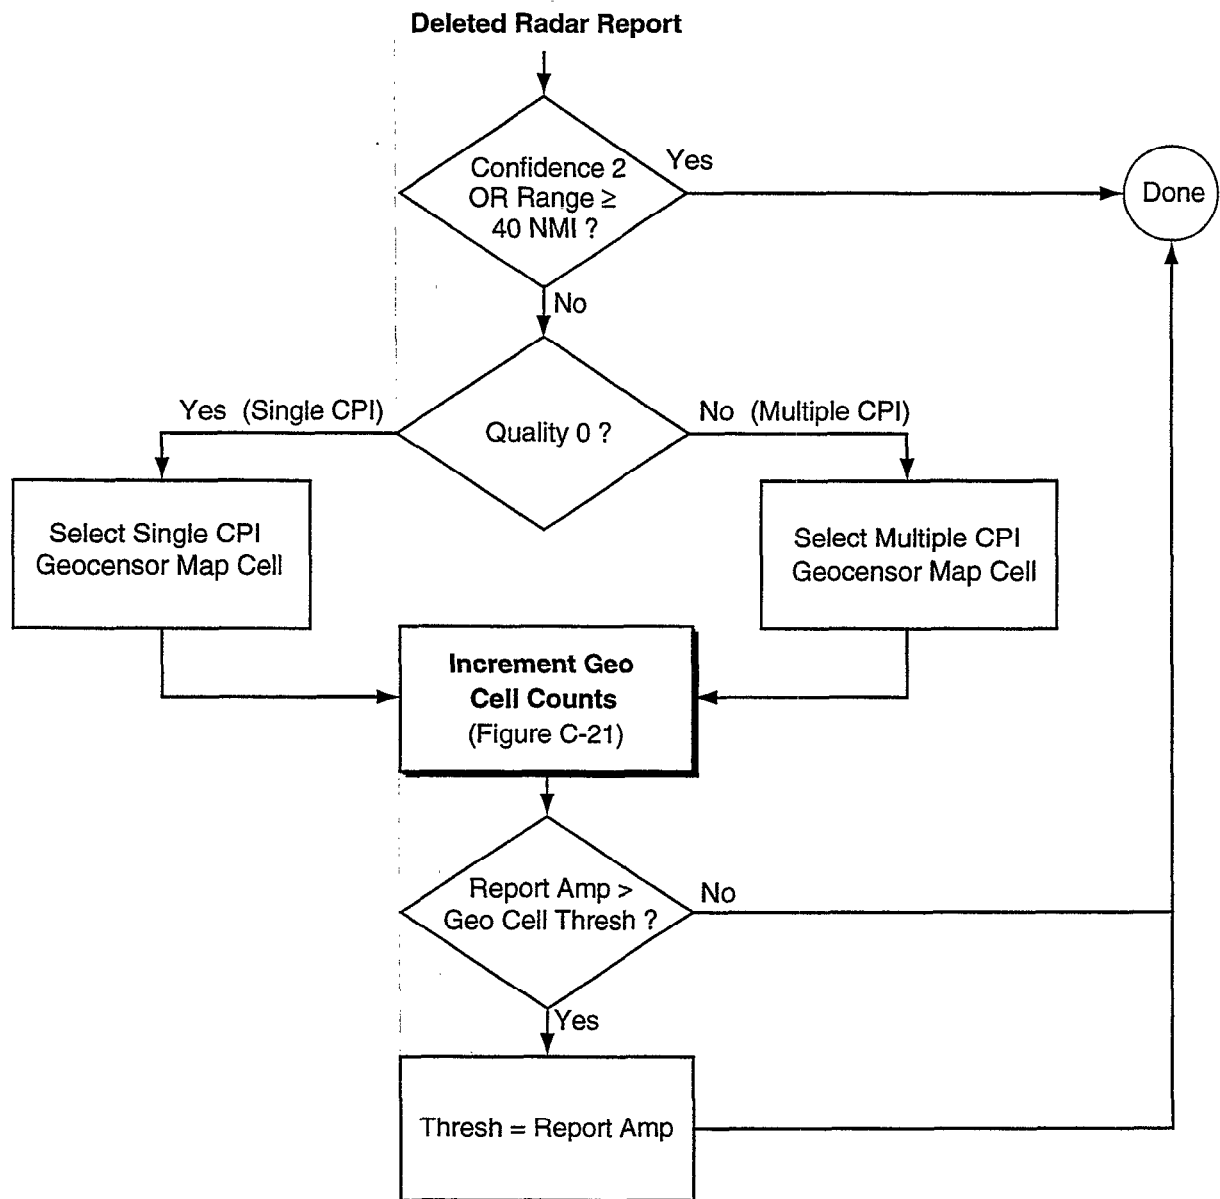 Deleted Radar Report
Confidence 2
OR Range ≥
40 NMI ?
Yes
Done
No
Yes (Single CPI)
Quality 0 ?
No (Multiple CPI)
Select Single CPI
Geocensor Map Cell
Select Multiple CPI
Geocensor Map Cell
Increment Geo
Cell Counts
(Figure C-21)
Report Amp >
Geo Cell Thresh ?
No
Yes
Thresh = Report Amp